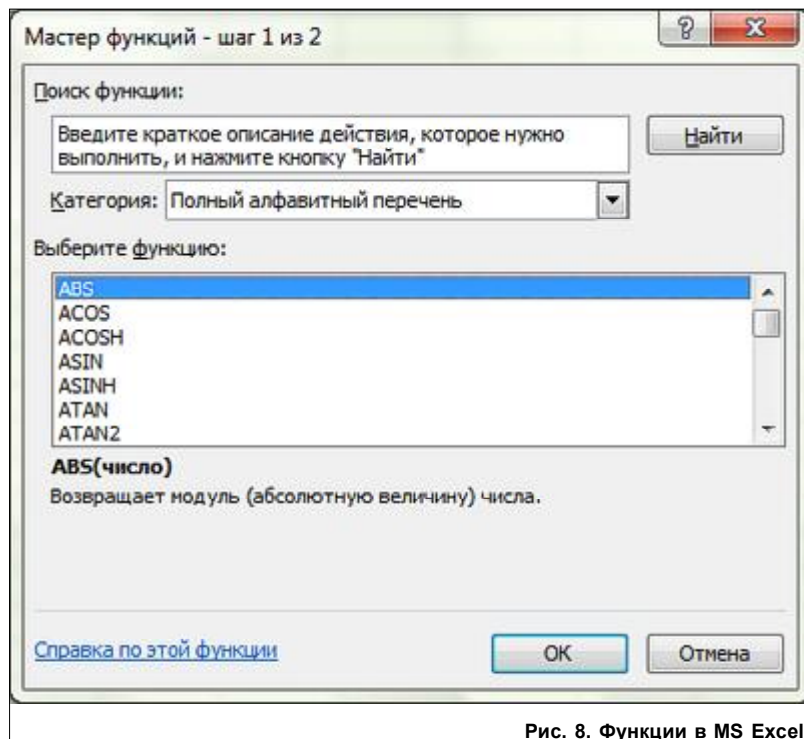 Мастер функций - шаг 1 из 2
Поиск функции:
Введите краткое описание действия, которое нужно
выполнить, и нажмите кнопку "Найти"
Найти
Категория: Полный алфавитный перечень
Выберите функцию:
ABS
ACOS
ACOSH
ASIN
ASINH
ATAN
ATAN2
ABS(число)
Возвращает модуль (абсолютную величину) числа.
Справка по этой функции
ОК
Отмена
Рис. 8. Функции в MS Excel